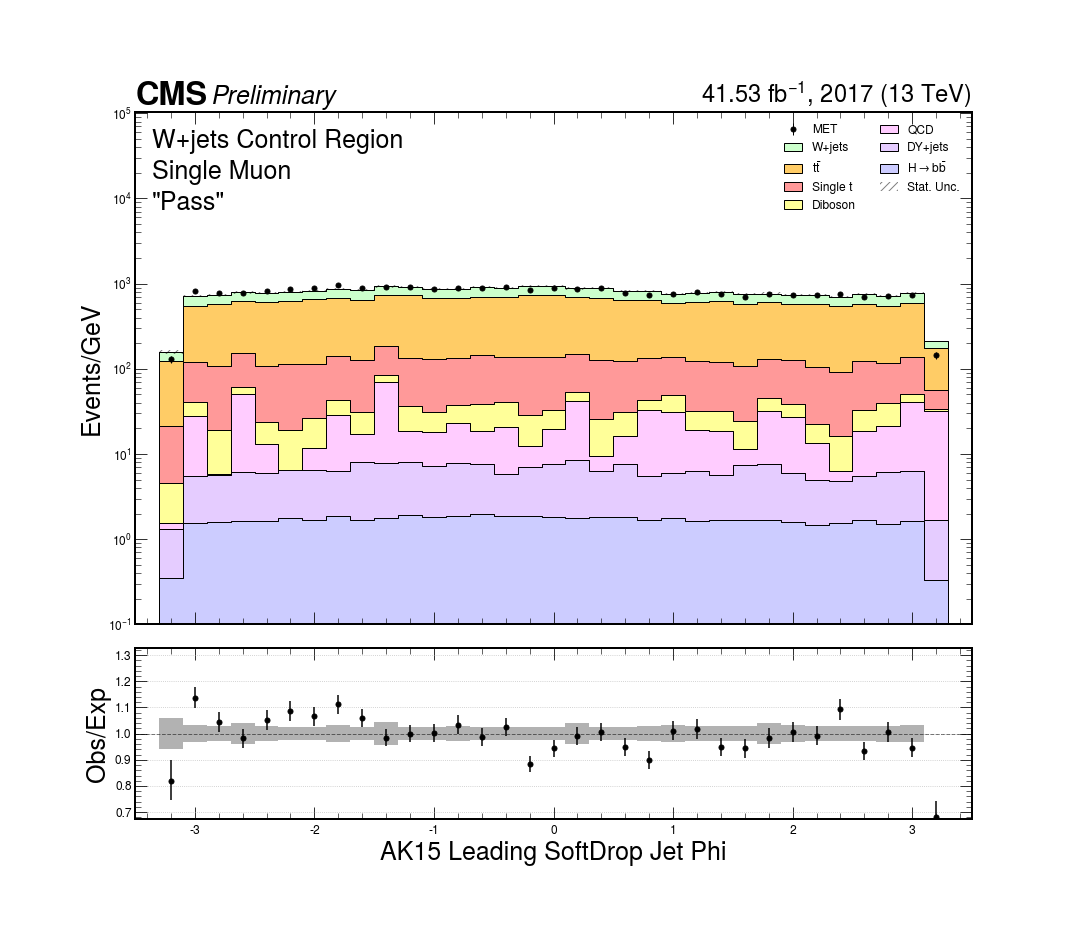 CMS Preliminary 41.53 fb⁻¹, 2017 (13 TeV)
W+jets Control Region
Single Muon
"Pass"
MET
W+jets
tt̄
Single t
Diboson
QCD
DY+jets
H→bb̄
Stat. Unc.
Events/GeV
10⁵
10⁴
10³
10²
10¹
10⁰
10⁻¹
Obs/Exp
1.3
1.2
1.1
1.0
0.9
0.8
0.7
-3 -2 -1 0 1 2 3
AK15 Leading SoftDrop Jet Phi